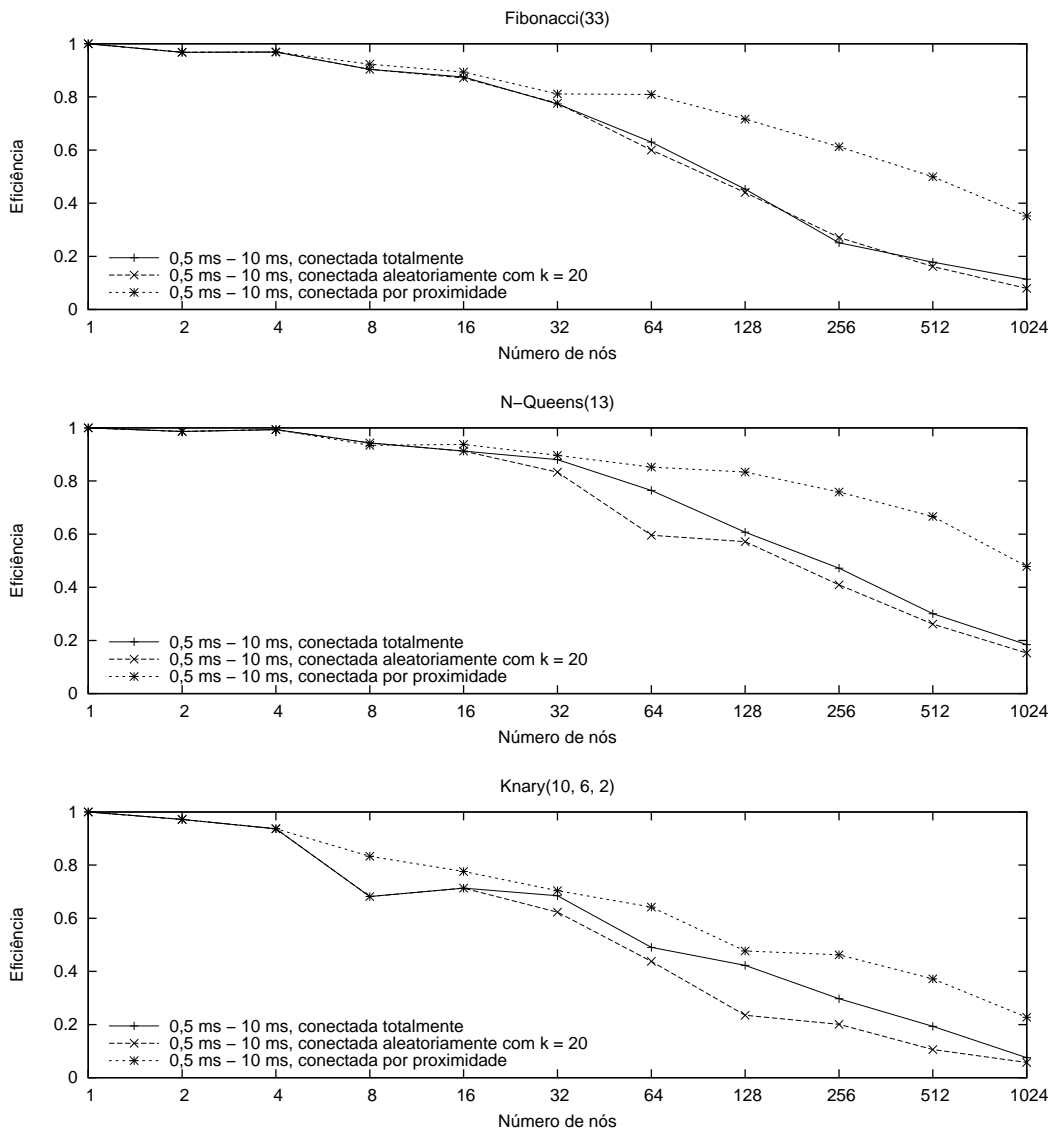 Fibonacci(33)
1
0.8
0.6
0.4
0.2
0
Eficiência
0,5 ms − 10 ms, conectada totalmente
0,5 ms − 10 ms, conectada aleatoriamente com k = 20
0,5 ms − 10 ms, conectada por proximidade
1 2 4 8 16 32 64 128 256 512 1024
Número de nós
N−Queens(13)
1
0.8
0.6
0.4
0.2
0
Eficiência
0,5 ms − 10 ms, conectada totalmente
0,5 ms − 10 ms, conectada aleatoriamente com k = 20
0,5 ms − 10 ms, conectada por proximidade
1 2 4 8 16 32 64 128 256 512 1024
Número de nós
Knary(10, 6, 2)
1
0.8
0.6
0.4
0.2
0
Eficiência
0,5 ms − 10 ms, conectada totalmente
0,5 ms − 10 ms, conectada aleatoriamente com k = 20
0,5 ms − 10 ms, conectada por proximidade
1 2 4 8 16 32 64 128 256 512 1024
Número de nós